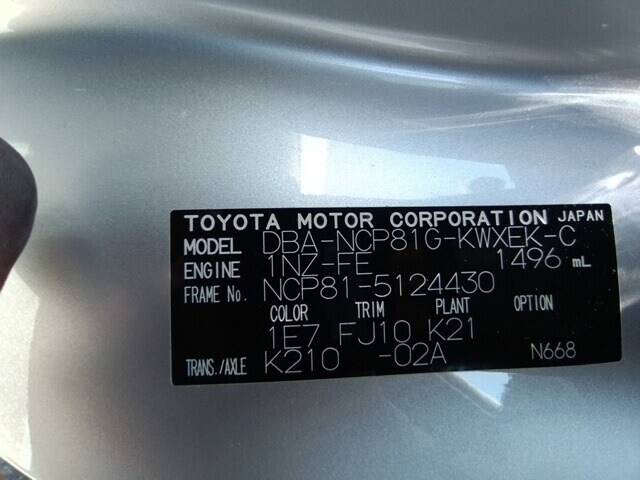 TOYOTA MOTOR CORPORATION JAPAN
MODEL DBA-NCP81G-KWXEK-C
ENGINE 1NZ-FE 1496 mL
FRAME No. NCP81-5124430
COLOR TRIM PLANT OPTION
1E7 FJ10 K21
TRANS./AXLE K210 -02A N668